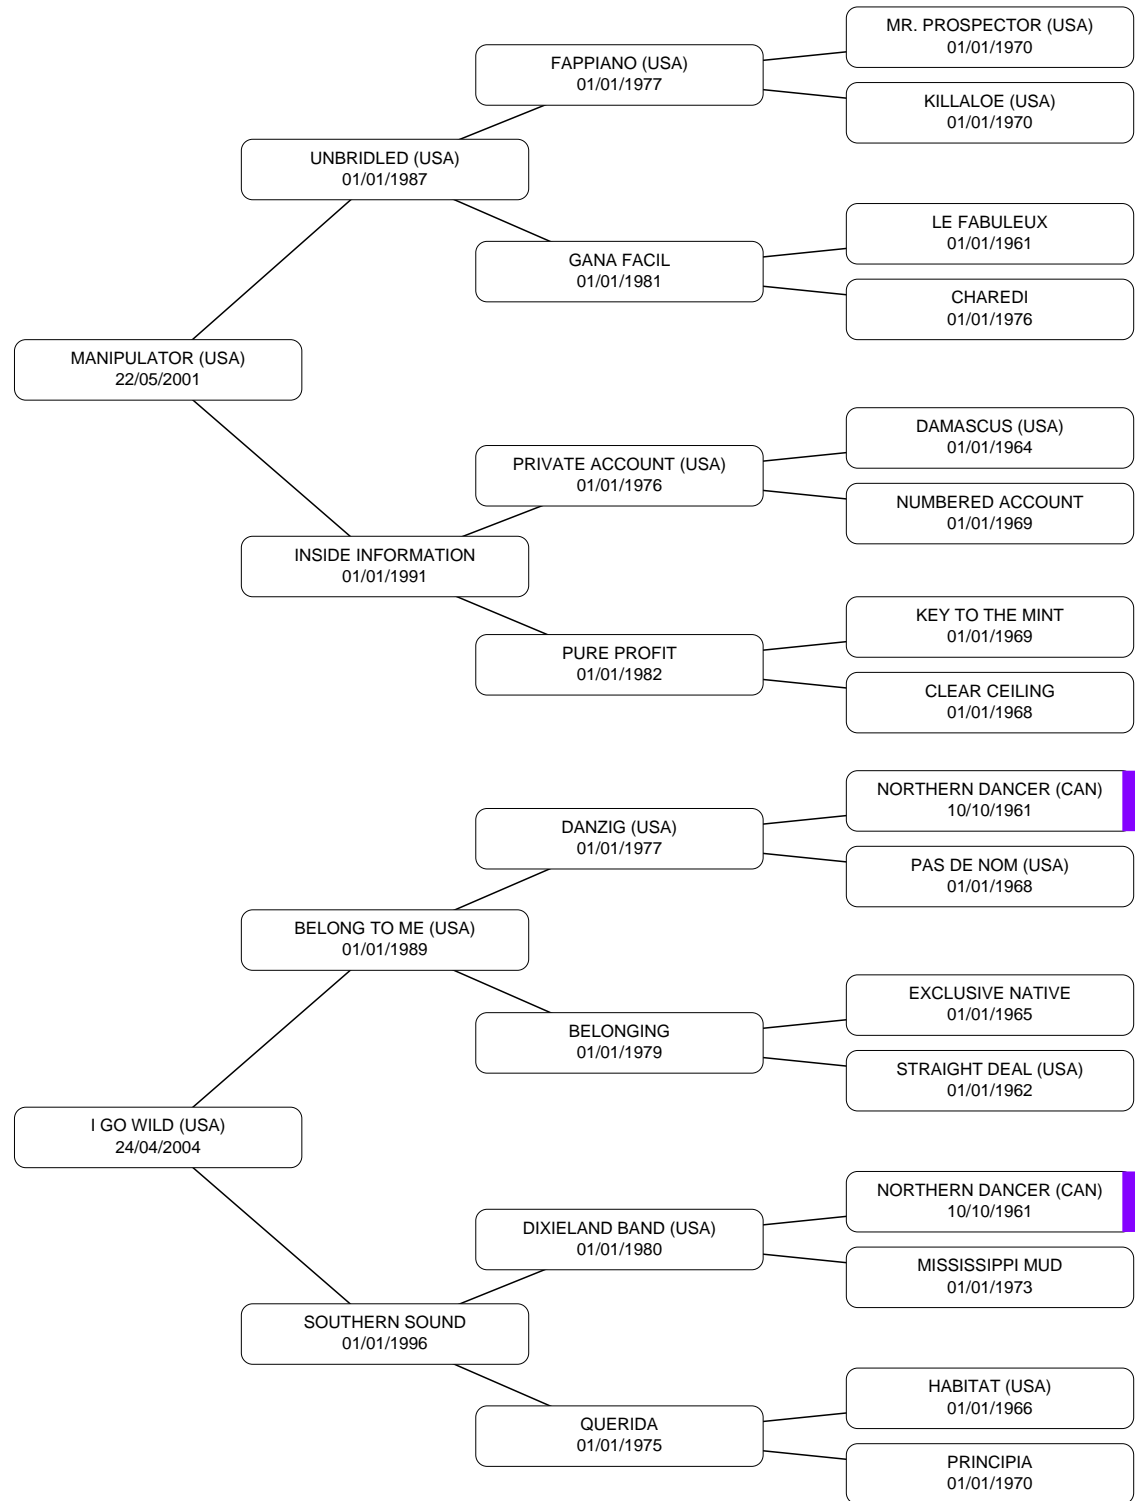 MR. PROSPECTOR (USA)
01/01/1970
FAPPIANO (USA)
01/01/1977
KILLALOE (USA)
01/01/1970
UNBRIDLED (USA)
01/01/1987
LE FABULEUX
01/01/1961
GANA FACIL
01/01/1981
CHAREDI
01/01/1976
MANIPULATOR (USA)
22/05/2001
DAMASCUS (USA)
01/01/1964
PRIVATE ACCOUNT (USA)
01/01/1976
NUMBERED ACCOUNT
01/01/1969
INSIDE INFORMATION
01/01/1991
KEY TO THE MINT
01/01/1969
PURE PROFIT
01/01/1982
CLEAR CEILING
01/01/1968
NORTHERN DANCER (CAN)
10/10/1961
DANZIG (USA)
01/01/1977
PAS DE NOM (USA)
01/01/1968
BELONG TO ME (USA)
01/01/1989
EXCLUSIVE NATIVE
01/01/1965
BELONGING
01/01/1979
STRAIGHT DEAL (USA)
01/01/1962
I GO WILD (USA)
24/04/2004
NORTHERN DANCER (CAN)
10/10/1961
DIXIELAND BAND (USA)
01/01/1980
MISSISSIPPI MUD
01/01/1973
SOUTHERN SOUND
01/01/1996
HABITAT (USA)
01/01/1966
QUERIDA
01/01/1975
PRINCIPIA
01/01/1970